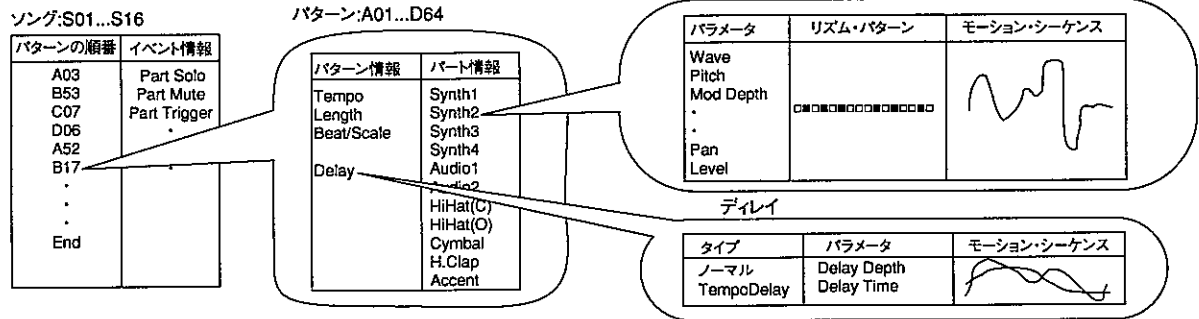 ソング:S01...S16
パターンの順番 イベント情報
A03 Part Solo
B53 Part Mute
C07 Part Trigger
D06
A52
B17
End
パターン:A01...D64
パターン情報 パート情報
Tempo Synth1
Length Synth2
Beat/Scale Synth3
Synth4
Delay Audio1
Audio2
HiHat(C)
HiHat(O)
Cymbal
H.Clap
Accent
パラメータ リズム・パターン モーション・シーケンス
Wave
Pitch
Mod Depth
Pan
Level
ディレイ
タイプ パラメータ モーション・シーケンス
ノーマル Delay Depth
TempoDelay Delay Time